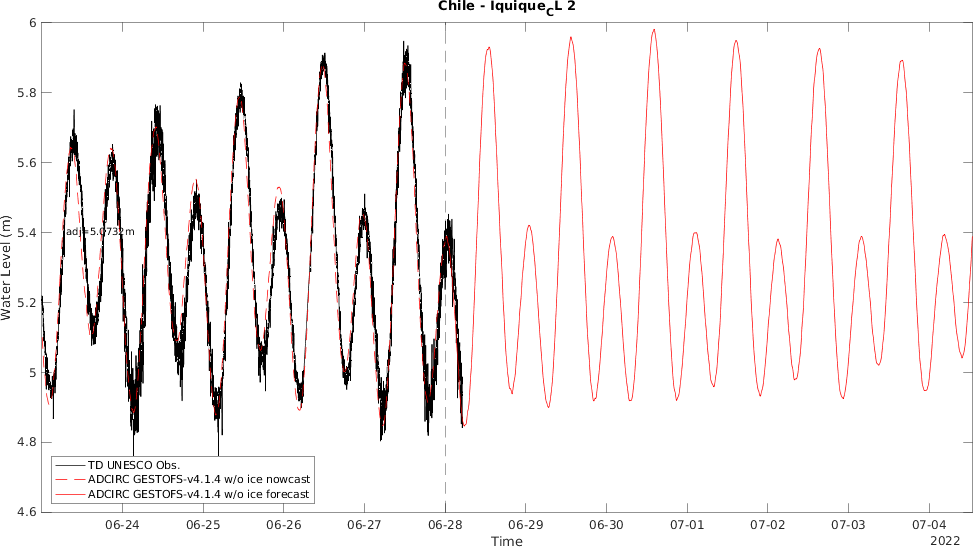 Chile - Iquique_CL 2
6
5.8
5.6
5.4
5.2
5
4.8
4.6
Water Level (m)
adj=5.0732m
TD UNESCO Obs.
ADCIRC GESTOFS-v4.1.4 w/o ice nowcast
ADCIRC GESTOFS-v4.1.4 w/o ice forecast
06-24 06-25 06-26 06-27 06-28 06-29 06-30 07-01 07-02 07-03 07-04
Time
2022